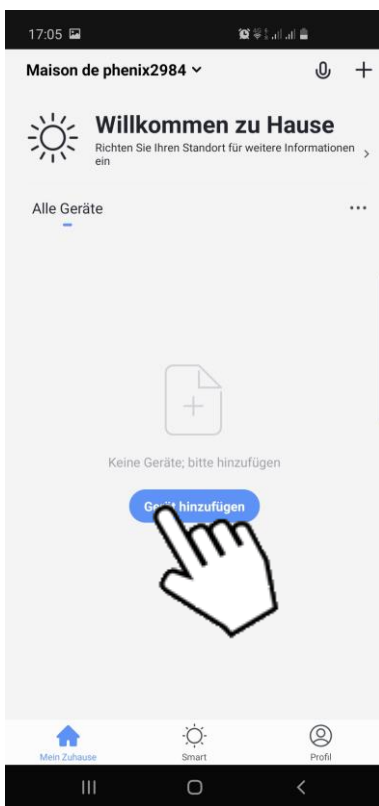 17:05
Maison de phenix2984
Willkommen zu Hause
Richten Sie Ihren Standort für weitere Informationen
ein
Alle Geräte
Keine Geräte; bitte hinzufügen
Gerät hinzufügen
Mein Zuhause
Smart
Profil